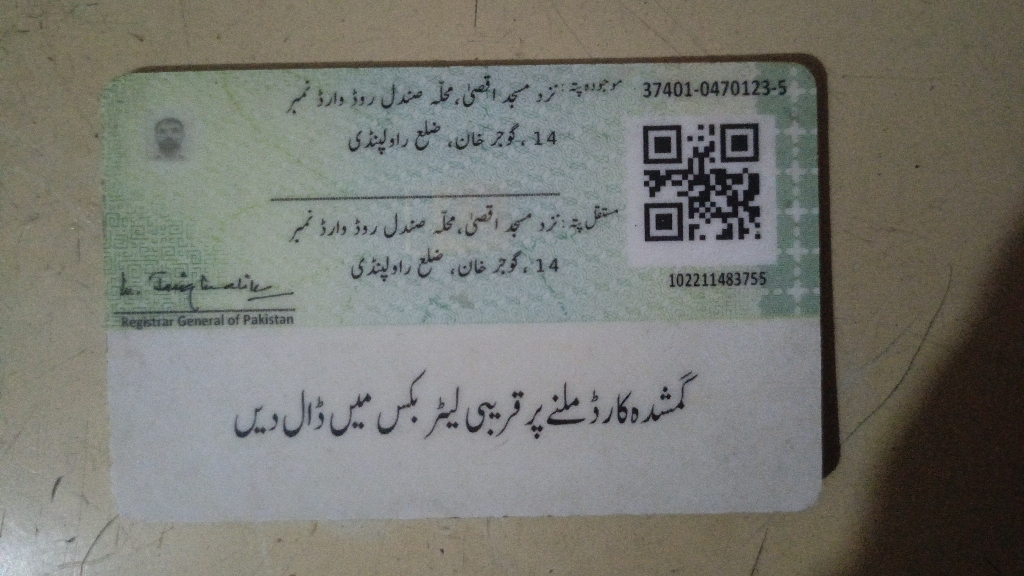 موجودہ پتہ: نزد مسجد اقصیٰ، محلّہ صندل روڈ وارڈ نمبر
14، گوجر خان، ضلع راولپنڈی
37401-0470123-5
مستقل پتہ: نزد مسجد اقصیٰ، محلّہ صندل روڈ وارڈ نمبر
14، گوجر خان، ضلع راولپنڈی
102211483755
Registrar General of Pakistan
گمشدہ کارڈ ملنے پر قریبی لیٹر بکس میں ڈال دیں